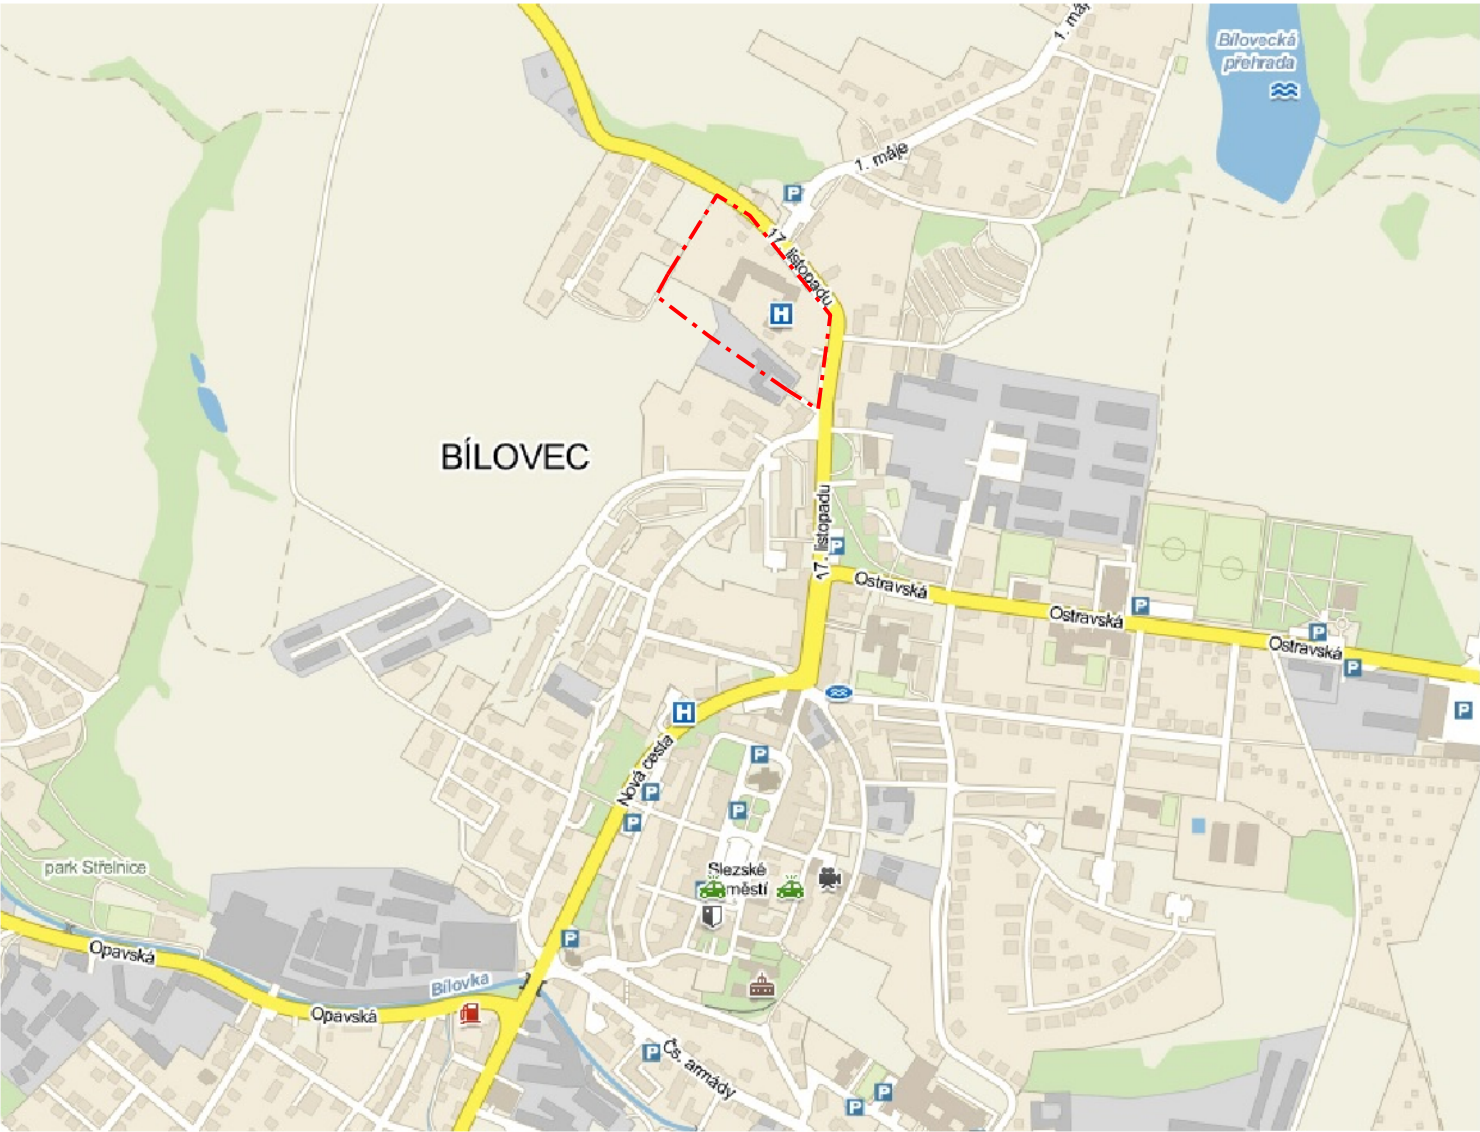 1. máje
Bílovecká
přehrada
1. máje
P
17. listopadu
H
BÍLOVEC
17. listopadu
P
Ostravská
Ostravská
P
P
Ostravská
P
P
H
Nová cesta
P
P
P
P
park Střelnice
Slezské
městí
P
Opavská
Bílovka
Opavská
P
Čs. armády
P
P